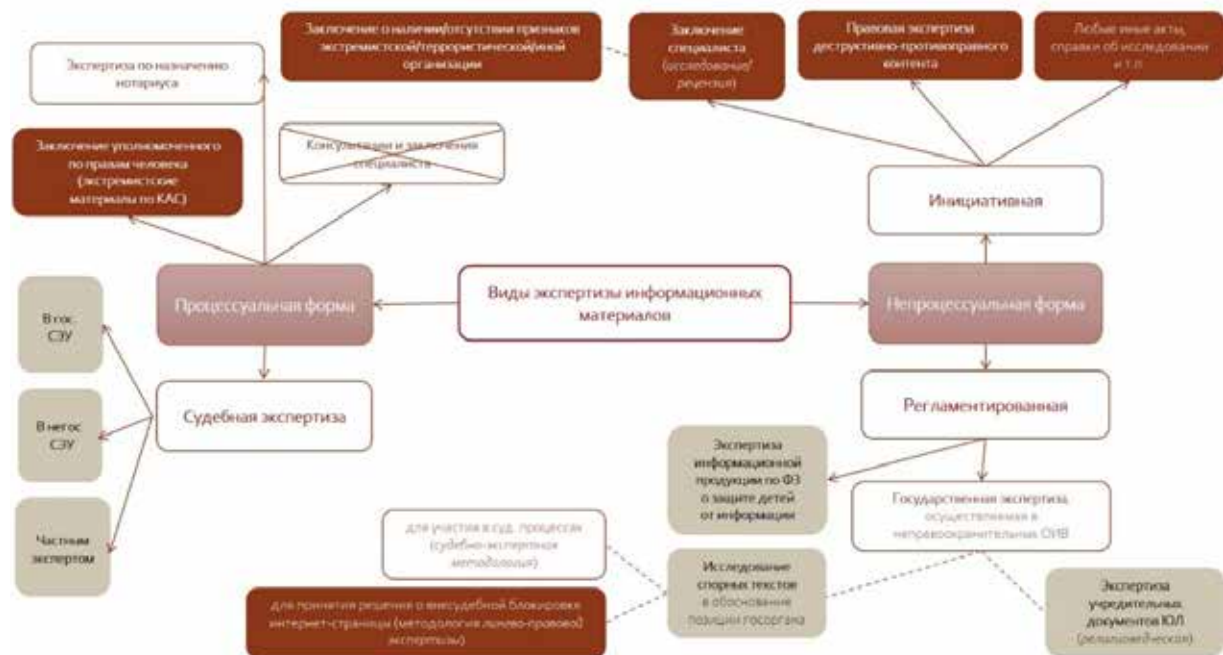 Заключение о наличии/отсутствии признаков
экстремистской/террористической/иной
организации
Заключение
специалиста
(исследование/
рецензия)
Правовая экспертиза
деструктивно-противоправного
контента
Любые иные акты,
справки об исследовании
и т.п.
Экспертиза по назначению
нотариуса
Заключение уполномоченного
по правам человека
(экстремистские
материалы по КАС)
Консультации и заключения
специалиста
Инициативная
Процессуальная форма
Виды экспертизы информационных
материалов
Непроцессуальная форма
В гос.
СЭУ
В негос
СЭУ
Частным
экспертом
Судебная экспертиза
Регламентированная
Экспертиза
информационной
продукции по ФЗ
о защите детей
от информации
Государственная экспертиза,
осуществляемая в
неправоохранительных ОИВ
для участия в суд. процессах
(судебно-экспертная
методология)
для принятия решения о внесудебной блокировке
интернет-страницы (методология лингво-правовой
экспертизы)
Исследование
спорных текстов
в обоснование
позиции госоргана
Экспертиза
учредительных
документов ЮЛ
(религиоведческая)